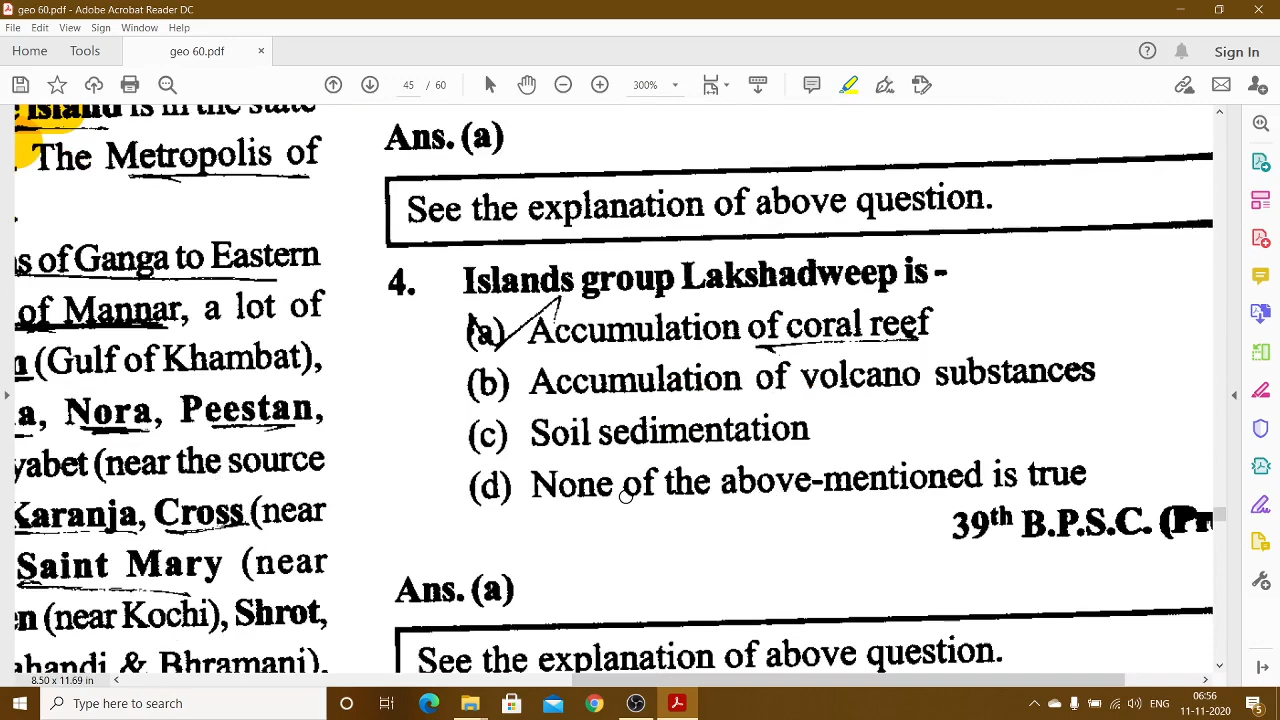 geo 60.pdf - Adobe Acrobat Reader DC
File Edit View Sign Window Help
Home Tools geo 60.pdf × Sign In
45 / 60 300%
Island is in the state
The Metropolis of
of Ganga to Eastern
of Mannar, a lot of
(Gulf of Khambat),
Nora, Peestan,
(near the source
Karanja, Cross (near
Saint Mary (near
(near Kochi), Shrot,
& Bhramani),
Ans. (a)
See the explanation of above question.
4. Islands group Lakshadweep is -
(a) Accumulation of coral reef
(b) Accumulation of volcano substances
(c) Soil sedimentation
(d) None of the above-mentioned is true
39th B.P.S.C. (Pr
Ans. (a)
See the explanation of above question.
8.50 x 11.69 in
Type here to search
ENG
06:56
11-11-2020
5